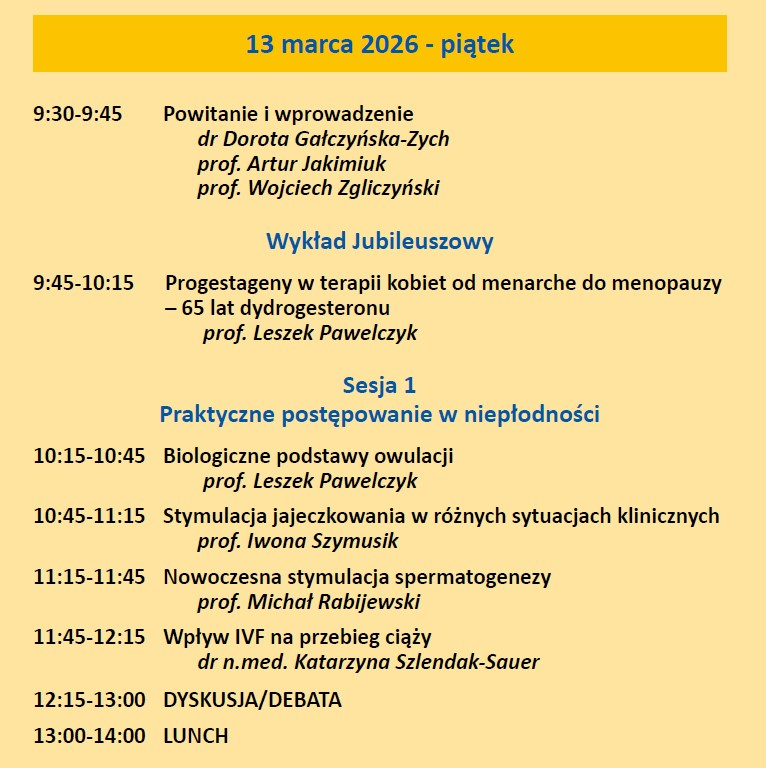 13 marca 2026 - piątek
9:30-9:45 Powitanie i wprowadzenie
dr Dorota Gałczyńska-Zych
prof. Artur Jakimiuk
prof. Wojciech Zgliczyński
Wykład Jubileuszowy
9:45-10:15 Progestageny w terapii kobiet od menarche do menopauzy
– 65 lat dydrogesteronu
prof. Leszek Pawelczyk
Sesja 1
Praktyczne postępowanie w niepłodności
10:15-10:45 Biologiczne podstawy owulacji
prof. Leszek Pawelczyk
10:45-11:15 Stymulacja jajeczkowania w różnych sytuacjach klinicznych
prof. Iwona Szymusik
11:15-11:45 Nowoczesna stymulacja spermatogenezy
prof. Michał Rabijewski
11:45-12:15 Wpływ IVF na przebieg ciąży
dr n.med. Katarzyna Szlendak-Sauer
12:15-13:00 DYSKUSJA/DEBATA
13:00-14:00 LUNCH